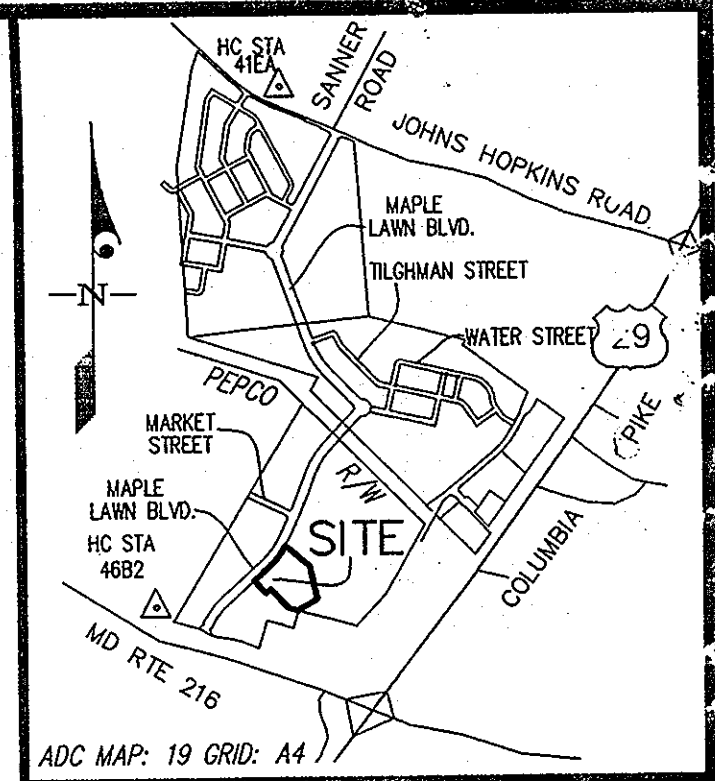 HC STA
41EA
SANNER
ROAD
JOHNS HOPKINS ROAD
MAPLE
LAWN BLVD.
TILGHMAN STREET
N
WATER STREET
29
PEPCO
R/W
PIKE
MARKET
STREET
MAPLE
LAWN BLVD.
SITE
COLUMBIA
HC STA
46B2
MD RTE 216
ADC MAP: 19 GRID: A4